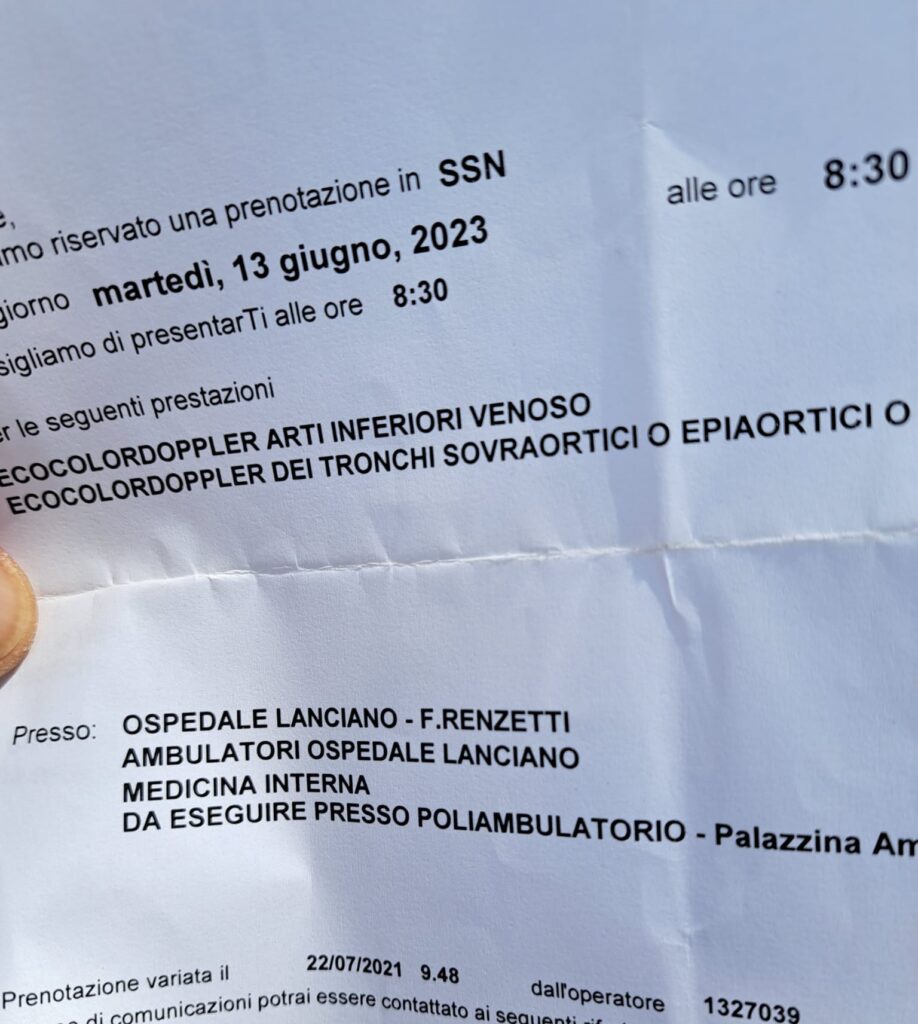 e,
mo riservato una prenotazione in SSN
giorno martedì, 13 giugno, 2023 alle ore 8:30
sigliamo di presentarTi alle ore 8:30
er le seguenti prestazioni
ECOCOLORDOPPLER ARTI INFERIORI VENOSO
ECOCOLORDOPPLER DEI TRONCHI SOVRAORTICI O EPIAORTICI O
Presso: OSPEDALE LANCIANO - F.RENZETTI
AMBULATORI OSPEDALE LANCIANO
MEDICINA INTERNA
DA ESEGUIRE PRESSO POLIAMBULATORIO - Palazzina Am
Prenotazione variata il 22/07/2021 9.48 dall'operatore 1327039
di comunicazioni potrai essere contattato ai seguenti